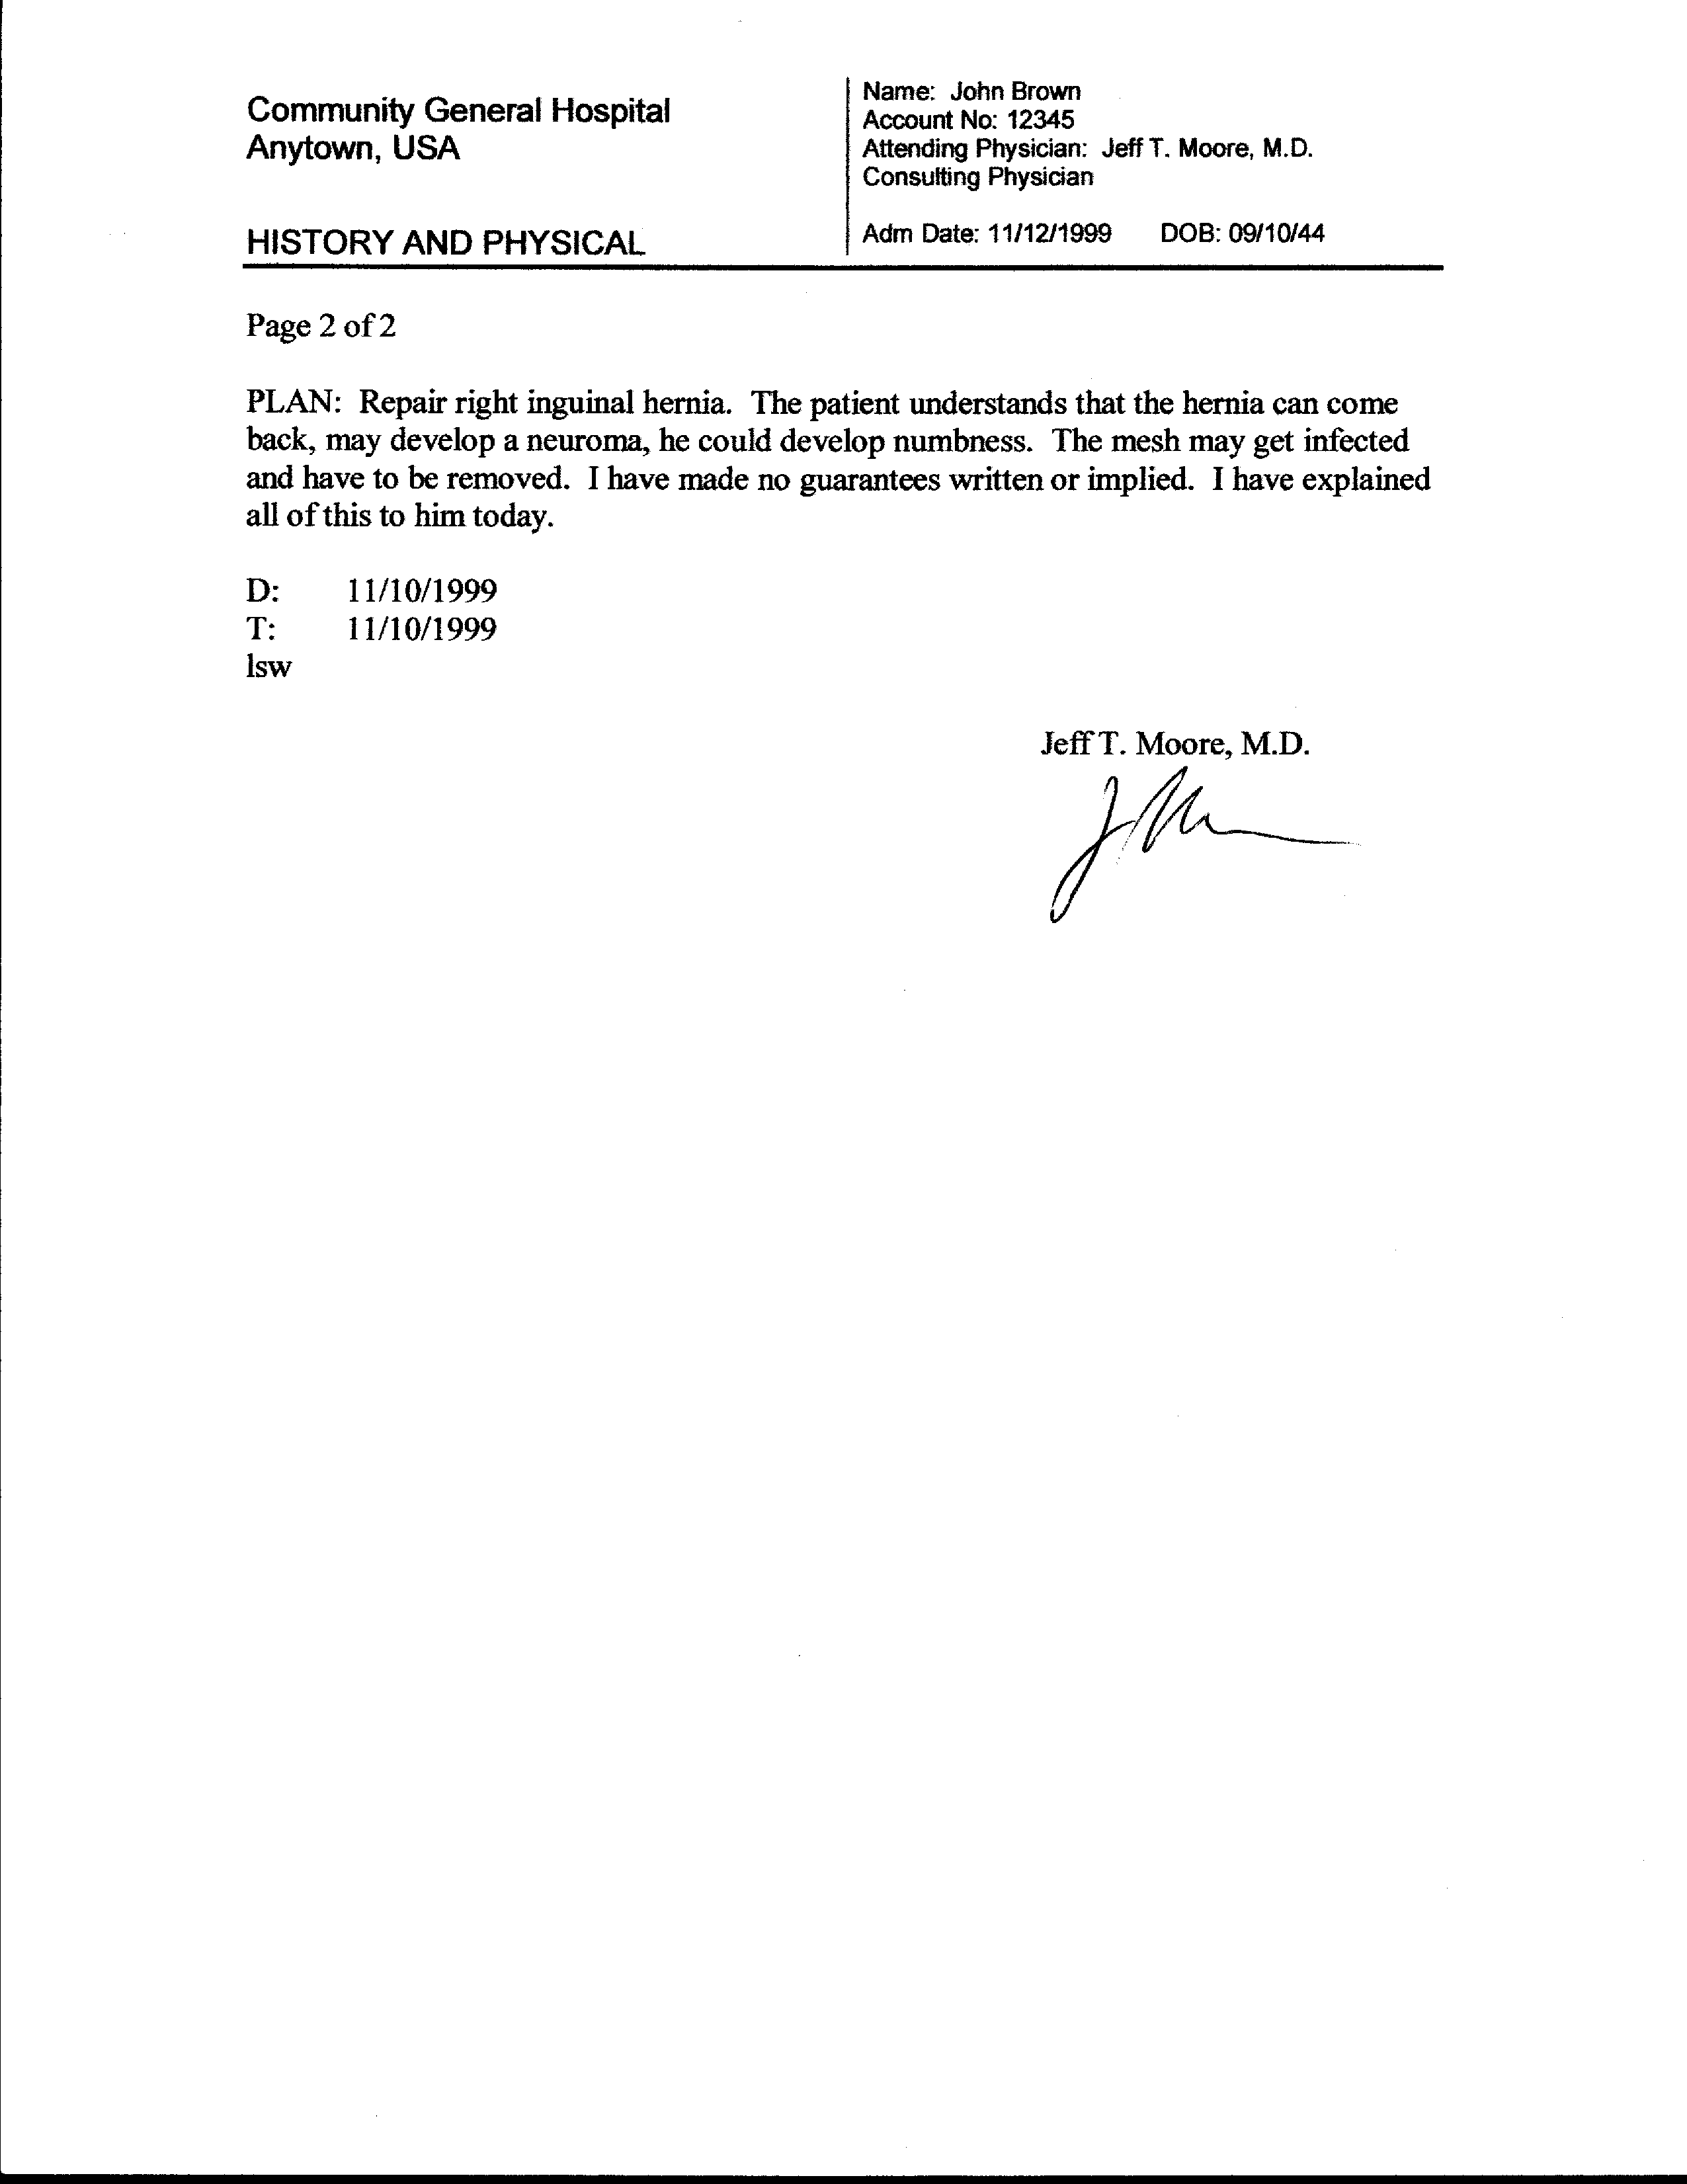 Community General Hospital
Anytown, USA
HISTORY AND PHYSICAL
Name: John Brown
Account No: 12345
Attending Physician: Jeff T. Moore, M.D.
Consulting Physician
Adm Date: 11/12/1999 DOB: 09/10/44
Page 2 of 2
PLAN: Repair right inguinal hernia. The patient understands that the hernia can come
back, may develop a neuroma, he could develop numbness. The mesh may get infected
and have to be removed. I have made no guarantees written or implied. I have explained
all of this to him today.
D: 11/10/1999
T: 11/10/1999
lsw
Jeff T. Moore, M.D.